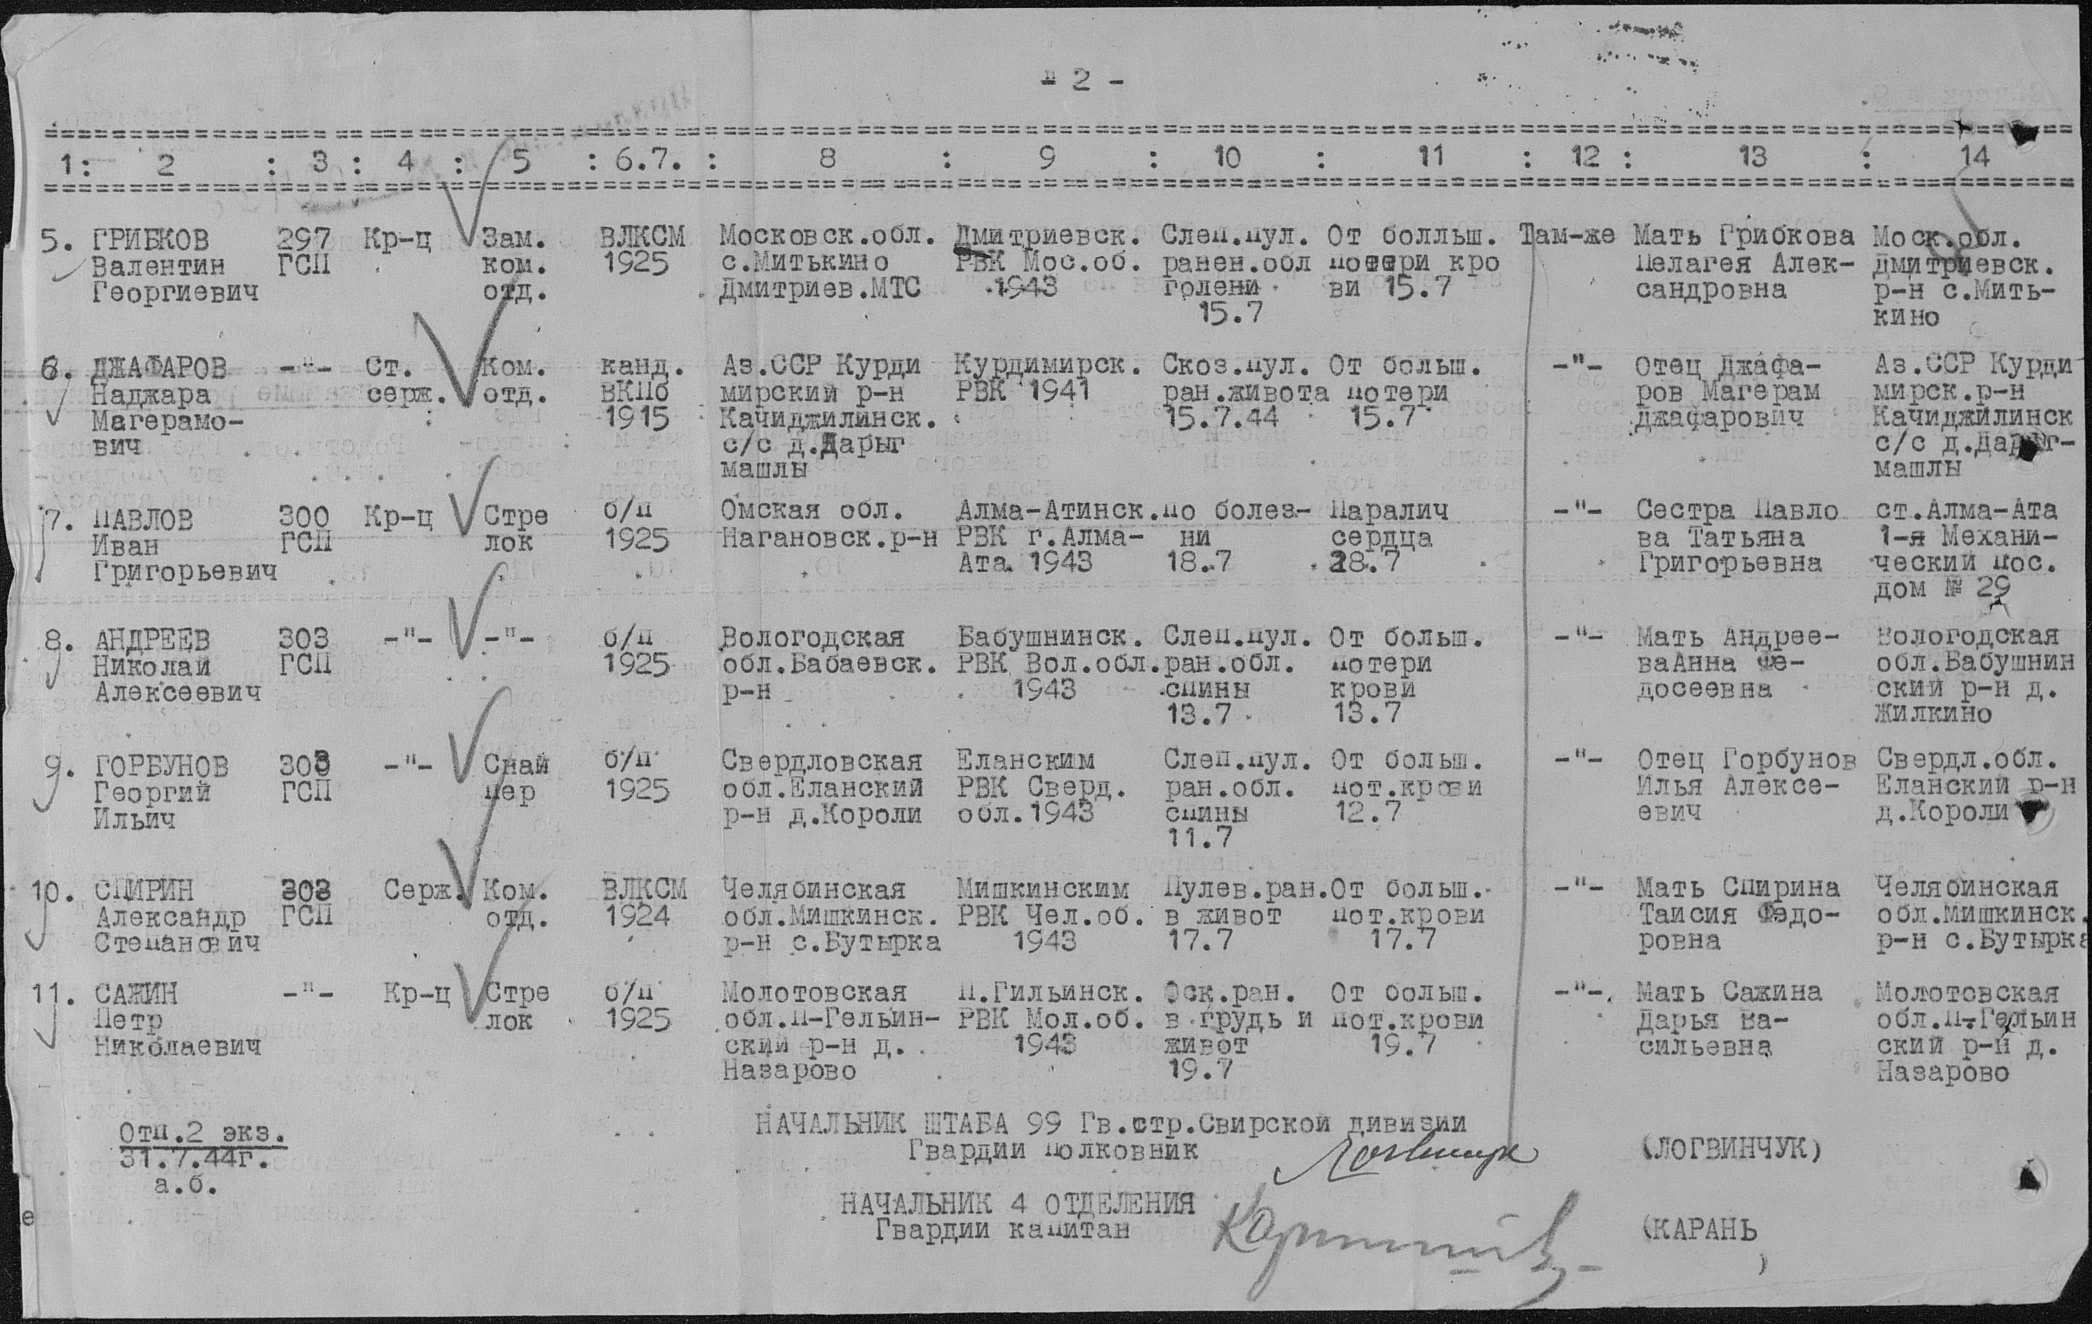 - 2 -
1: 2 : 3 : 4 : 5 : 6.7. : 8 : 9 : 10 : 11 : 12 : 13 : 14
5. ГРИБКОВ 297 Кр-ц Зам. ВЛКСМ Московск.обл. Дмитриевск. Слеп.пул. От болльш. Там-же Мать Грибкова Моск.обл.
Валентин ГСП ком. 1925 с.Митькино РВК Мос.об. ранен.обл потери кро Пелагея Алек- Дмитриевск.
Георгиевич отд. Дмитриев.МТС 1943 голени ви 15.7 сандровна р-н с.Мить-
15.7 кино
6. ДЖАФАРОВ -"- Ст. Ком. канд. Аз.ССР Курди Курдимирск. Скоз.пул. От больш. -"- Отец Джафа- Аз.ССР Курди
Наджара серж. отд. ВКПб мирский р-н РВК 1941 ран.живота потери ров Магерам мирск.р-н
Магерамо- 1915 Качиджилинск. 15.7.44 15.7 Джафарович Качиджилинск
вич с/с д.Дарыг с/с д.Дарыг-
машлы машлы
7. ПАВЛОВ 300 Кр-ц Стре б/п Омская обл. Алма-Атинск. по болез- Паралич -"- Сестра Павло ст.Алма-Ата
Иван ГСП лок 1925 Нагановск.р-н РВК г.Алма- ни сердца ва Татьяна 1-я Механи-
Григорьевич Ата 1943 18.7 18.7 Григорьевна ческий пос.
дом № 29
8. АНДРЕЕВ 303 -"- -"- б/п Вологодская Бабушнинск. Слеп.пул. От больш. -"- Мать Андрее- Вологодская
Николай ГСП 1925 обл.Бабаевск. РВК Вол.обл. ран.обл. потери ваАнна Фе- обл.Бабушнин
Алексеевич р-н 1943 спины крови досеевна ский р-н д.
13.7 13.7 Жилкино
9. ГОРБУНОВ 303 -"- Снай б/п Свердловская Еланским Слеп.пул. От больш. -"- Отец Горбунов Свердл.обл.
Георгий ГСП пер 1925 обл.Еланский РВК Сверд. ран.обл. пот.крови Илья Алексе- Еланский р-н
Ильич р-н д.Короли обл.1943 спины 12.7 евич д.Короли
11.7
10. СПИРИН 303 Серж. Ком. ВЛКСМ Челябинская Мишкинским Пулев.ран. От больш. -"- Мать Спирина Челябинская
Александр ГСП отд. 1924 обл.Мишкинск. РВК Чел.об. в живот пот.крови Таисия Федо- обл.Мишкинск.
Степанович р-н с.Бутырка 1943 17.7 17.7 ровна р-н с.Бутырка
11. САЖИН -"- Кр-ц Стре б/п Молотовская П.Гильинск. Оск.ран. От больш. -"- Мать Сажина Молотовская
Петр лок 1925 обл.П-Гельин- РВК Мол.об. в грудь и пот.крови Дарья Ва- обл.П-Гельин
Николаевич ский р-н д. 1943 живот 19.7 сильевна ский р-н д.
Назарово 19.7 Назарово
НАЧАЛЬНИК ШТАБА 99 Гв.стр.Свирской дивизии
Отп.2 экз.
Гвардии полковник (ЛОГВИНЧУК)
31.7.44г.
а.б.
НАЧАЛЬНИК 4 ОТДЕЛЕНИЯ
Гвардии капитан (КАРАНЬ
)